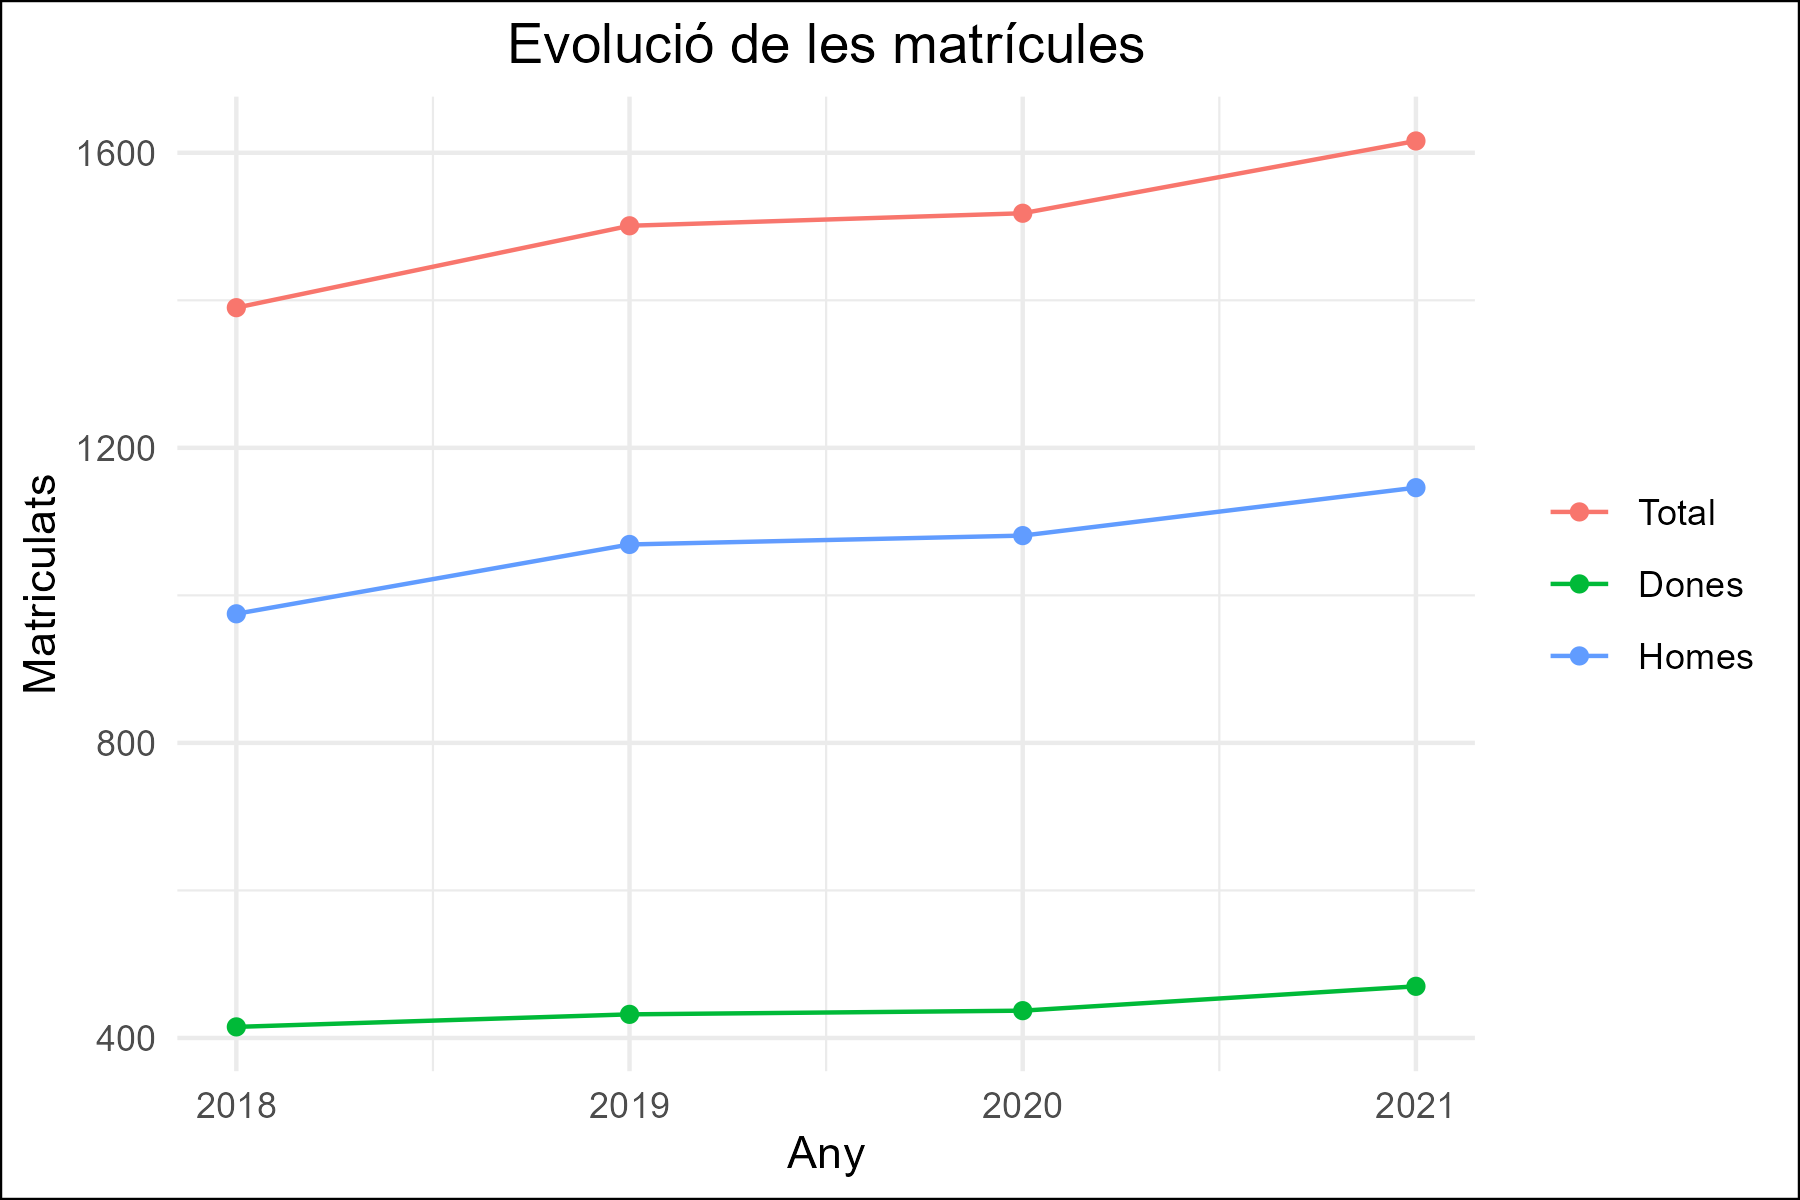 Evolució de les matrícules
1600
1200
800
400
Matriculats
2018 2019 2020 2021
Any
Total
Dones
Homes